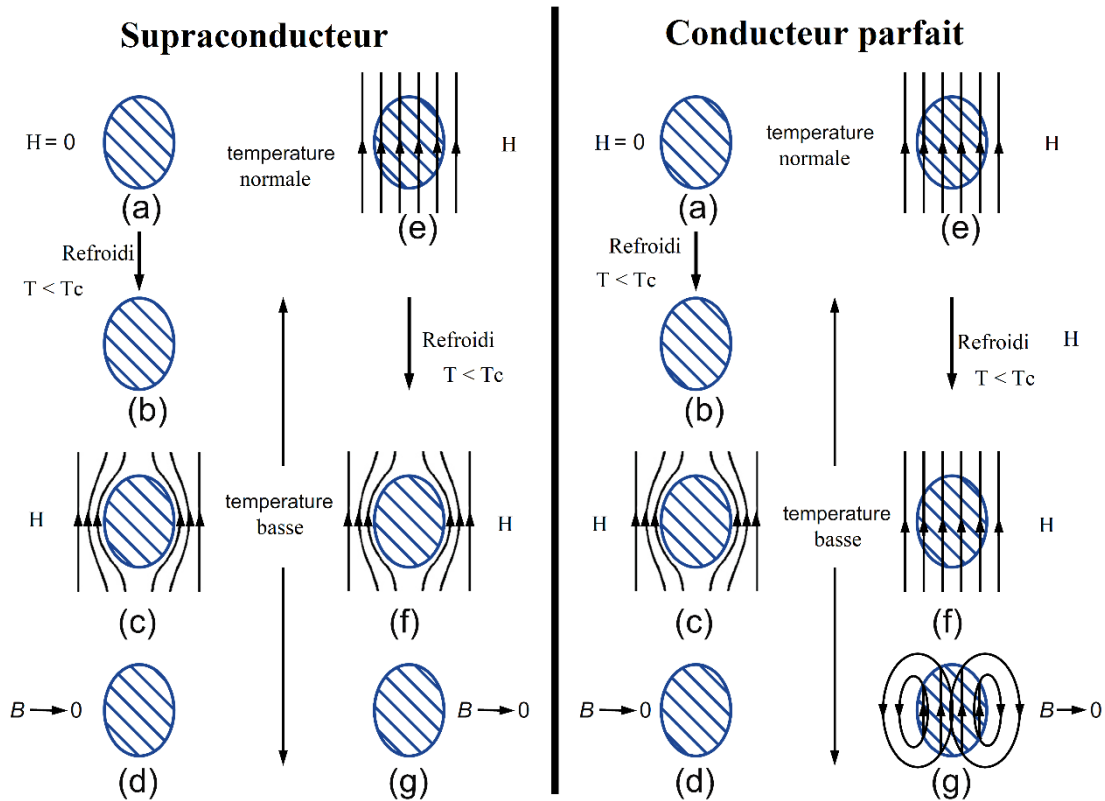 Supraconducteur
H = 0
temperature
normale
H
(a)
(e)
Refroidi
T < Tc
Refroidi
T < Tc
(b)
H
temperature
basse
H
(c)
(f)
B → 0
B → 0
(d)
(g)
Conducteur parfait
H = 0
temperature
normale
H
(a)
(e)
Refroidi
T < Tc
Refroidi
H
T < Tc
(b)
H
temperature
basse
H
(c)
(f)
B → 0
B → 0
(d)
(g)